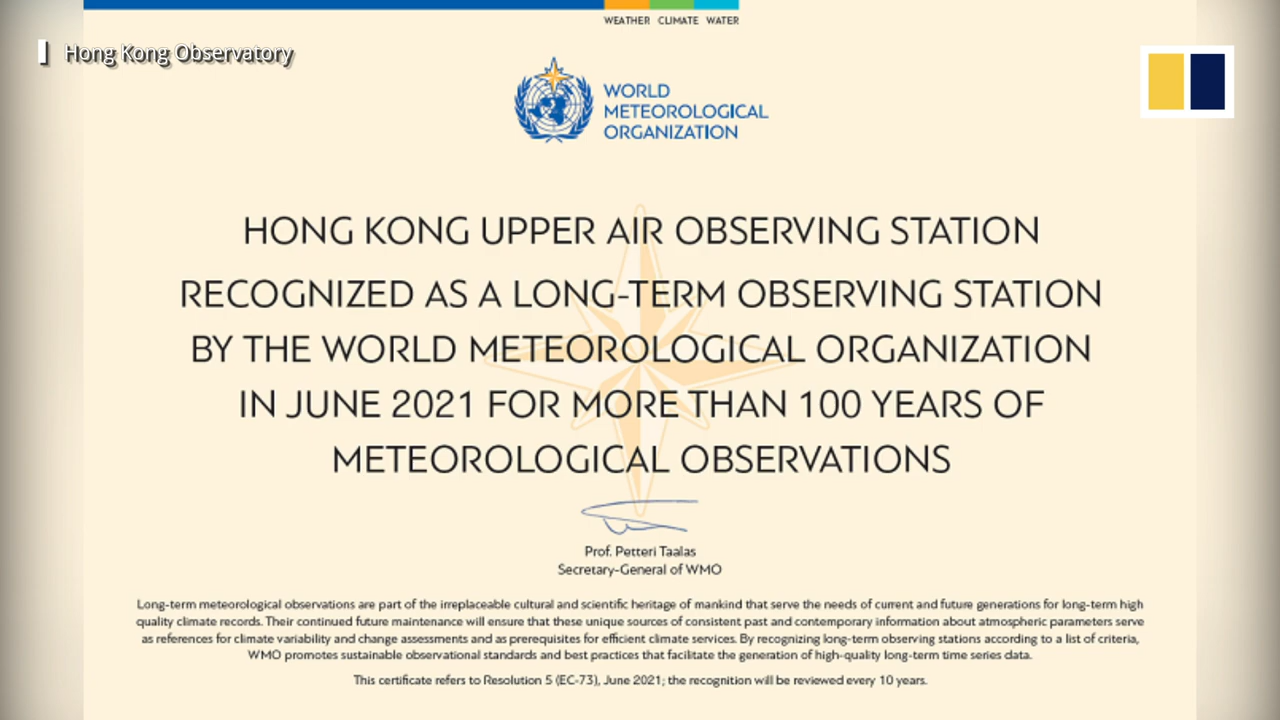 WEATHER CLIMATE WATER
Hong Kong Observatory
WORLD
METEOROLOGICAL
ORGANIZATION
HONG KONG UPPER AIR OBSERVING STATION
RECOGNIZED AS A LONG-TERM OBSERVING STATION
BY THE WORLD METEOROLOGICAL ORGANIZATION
IN JUNE 2021 FOR MORE THAN 100 YEARS OF
METEOROLOGICAL OBSERVATIONS
Prof. Petteri Taalas
Secretary-General of WMO
Long-term meteorological observations are part of the irreplaceable cultural and scientific heritage of mankind that serve the needs of current and future generations for long-term high
quality climate records. Their continued future maintenance will ensure that these unique sources of consistent past and contemporary information about atmospheric parameters serve
as references for climate variability and change assessments and as prerequisites for efficient climate services. By recognizing long-term observing stations according to a list of criteria,
WMO promotes sustainable observational standards and best practices that facilitate the generation of high-quality long-term time series data.
This certificate refers to Resolution 5 (EC-73), June 2021; the recognition will be reviewed every 10 years.